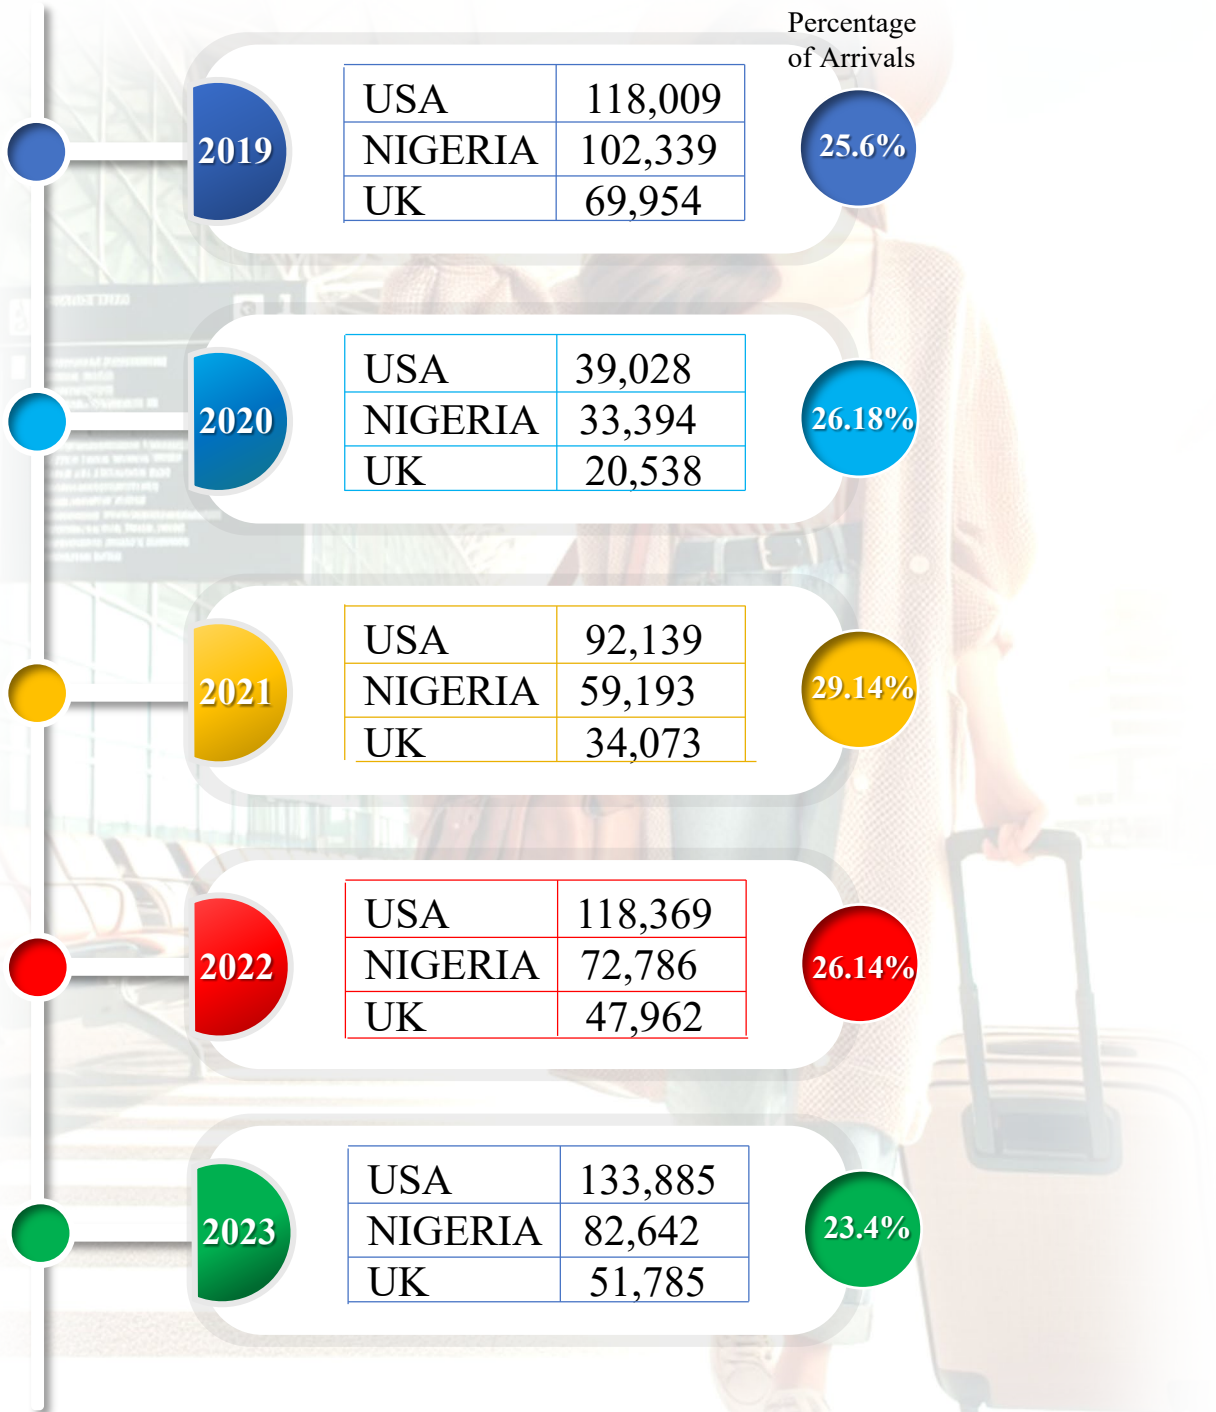 Percentage
of Arrivals
2019
USA 118,009
NIGERIA 102,339
UK 69,954
25.6%
2020
USA 39,028
NIGERIA 33,394
UK 20,538
26.18%
2021
USA 92,139
NIGERIA 59,193
UK 34,073
29.14%
2022
USA 118,369
NIGERIA 72,786
UK 47,962
26.14%
2023
USA 133,885
NIGERIA 82,642
UK 51,785
23.4%